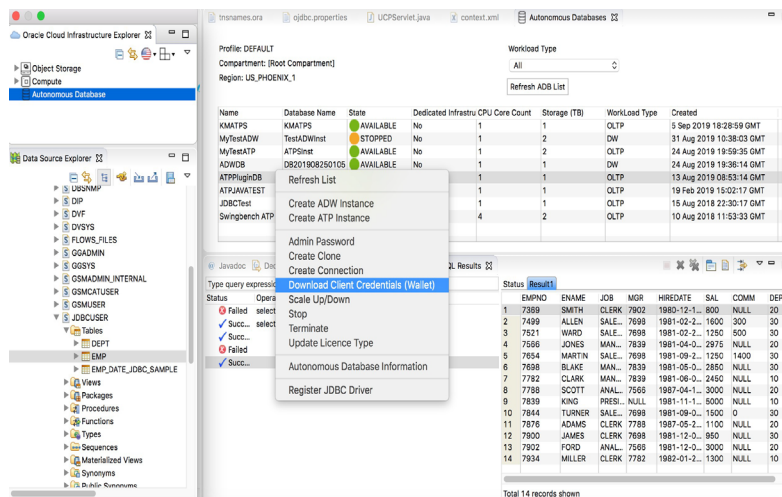 tnsnames.ora
ojdbc.properties
UCPServlet.java
context.xml
Autonomous Databases
Oracle Cloud Infrastructure Explorer
Object Storage
Compute
Autonomous Database
Profile: DEFAULT
Compartment: [Root Compartment]
Region: US_PHOENIX_1
Workload Type
All
Refresh ADB List
Name Database Name State Dedicated Infrastru CPU Core Count Storage (TB) WorkLoad Type Created
KMATPS KMATPS AVAILABLE No 1 1 OLTP 5 Sep 2019 18:28:59 GMT
MyTestADW TestADWInst STOPPED No 1 2 DW 31 Aug 2019 10:38:03 GMT
MyTestATP ATPSInst AVAILABLE No 1 2 OLTP 24 Aug 2019 19:59:35 GMT
ADWDB DB201908250105 AVAILABLE No 1 1 DW 24 Aug 2019 19:36:14 GMT
ATPPluginDB 1 1 OLTP 13 Aug 2019 08:53:14 GMT
ATPJAVATEST 1 1 OLTP 19 Feb 2019 15:02:17 GMT
JDBCTest 1 1 OLTP 15 Aug 2018 22:30:17 GMT
Swingbench ATP 4 2 OLTP 10 Aug 2018 11:53:33 GMT
Refresh List
Create ADW Instance
Create ATP Instance
Admin Password
Create Clone
Create Connection
Download Client Credentials (Wallet)
Scale Up/Down
Stop
Terminate
Update Licence Type
Autonomous Database Information
Register JDBC Driver
Data Source Explorer
DBSNMP
DIP
DVF
DVSYS
FLOWS_FILES
GGADMIN
GGSYS
GSMADMIN_INTERNAL
GSMCATUSER
GSMUSER
JDBCUSER
Tables
DEPT
EMP
EMP_DATE_JDBC_SAMPLE
Views
Packages
Procedures
Functions
Types
Sequences
Materialized Views
Synonyms
Public Synonyms
Javadoc
QL Results
Type query expressio
Status Opera
Failed select
Succ... select
Succ...
Failed
Succ...
Status Result1
EMPNO ENAME JOB MGR HIREDATE SAL COMM DEP
1 7369 SMITH CLERK 7902 1980-12-1... 800 NULL 20
2 7499 ALLEN SALE... 7698 1981-02-2... 1600 300 30
3 7521 WARD SALE... 7698 1981-02-2... 1250 500 30
4 7566 JONES MAN... 7839 1981-04-0... 2975 NULL 20
5 7654 MARTIN SALE... 7698 1981-09-2... 1250 1400
6 7698 BLAKE MAN... 7839 1981-05-0... 2850 NULL 30
7 7782 CLARK MAN... 7839 1981-06-0... 2450 NULL 10
8 7788 SCOTT ANAL... 7566 1987-04-1... 3000 NULL 20
9 7839 KING PRESI... NULL 1981-11-1... 5000 NULL 10
10 7844 TURNER SALE... 7698 1981-09-0... 1500 0 30
11 7876 ADAMS CLERK 7788 1987-05-2... 1100 NULL 20
12 7900 JAMES CLERK 7698 1981-12-0... 950 NULL 30
13 7902 FORD ANAL... 7566 1981-12-0... 3000 NULL 20
14 7934 MILLER CLERK 7782 1982-01-2... 1300 NULL 10
Total 14 records shown